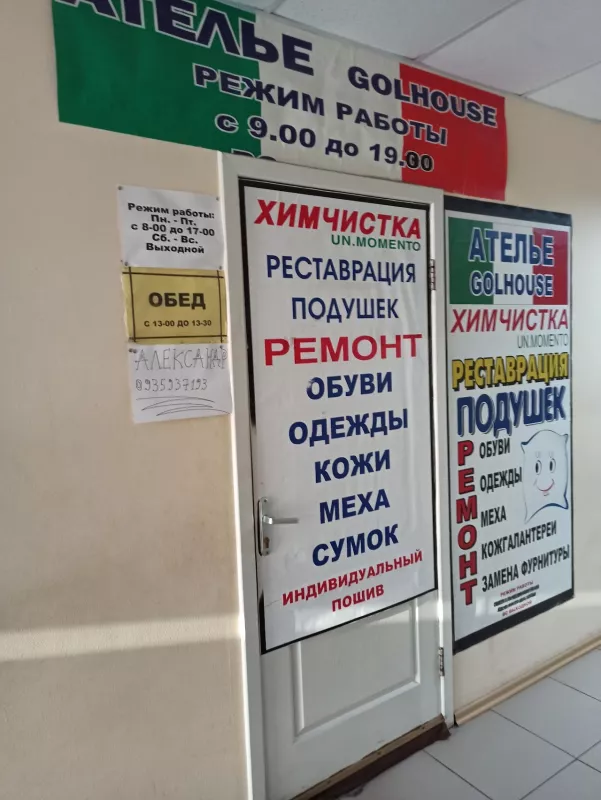 АТЕЛЬЕ GOLHOUSE
РЕЖИМ РАБОТЫ
с 9.00 до 19.00
Режим работы:
Пн. - Пт.
с 8-00 до 17-00
Сб. - Вс.
Выходной
ОБЕД
С 13-00 ДО 13-30
АЛЕКСАНДР
ХИМЧИСТКА
UN.MOMENTO
РЕСТАВРАЦИЯ
ПОДУШЕК
РЕМОНТ
ОБУВИ
ОДЕЖДЫ
КОЖИ
МЕХА
СУМОК
ИНДИВИДУАЛЬНЫЙ
ПОШИВ
АТЕЛЬЕ
GOLHOUSE
ХИМЧИСТКА
UN.MOMENTO
РЕСТАВРАЦИЯ
ПОДУШЕК
РЕМОНТ
ОБУВИ
ОДЕЖДЫ
МЕХА
КОЖГАЛАНТЕРЕИ
ЗАМЕНА ФУРНИТУРЫ
РЕЖИМ РАБОТЫ